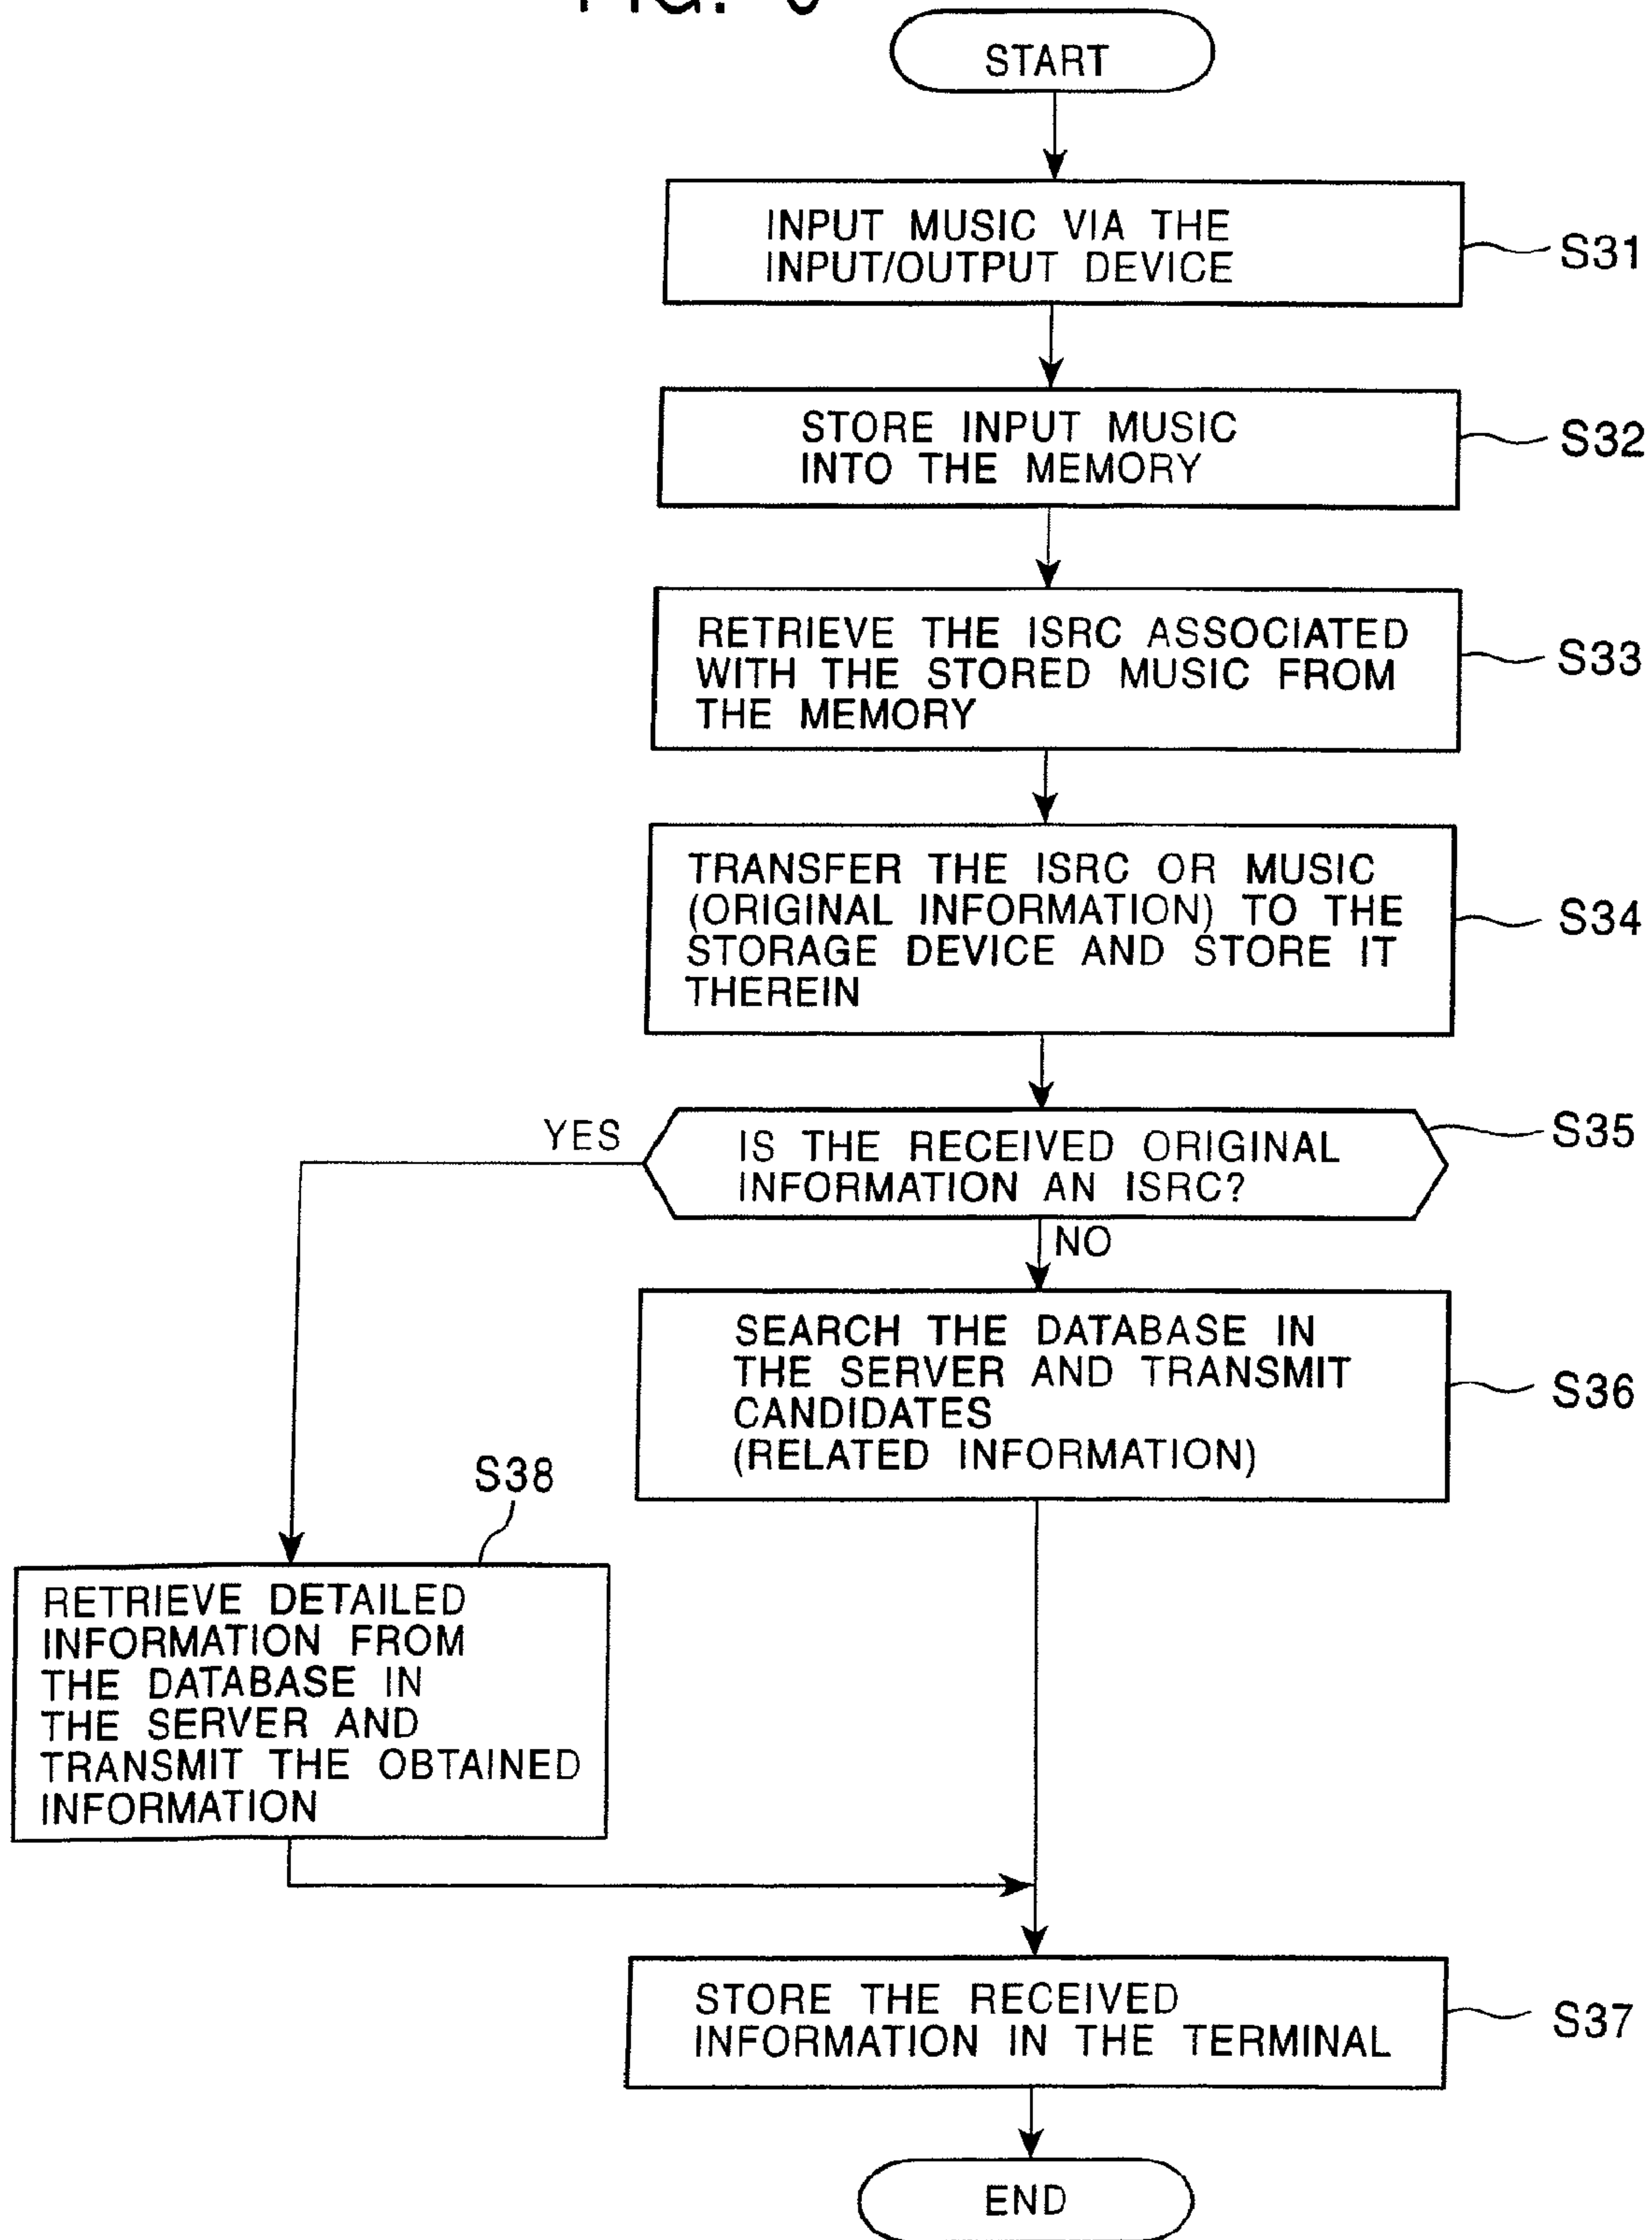 START
INPUT MUSIC VIA THE
INPUT/OUTPUT DEVICE
S31
STORE INPUT MUSIC
INTO THE MEMORY
S32
RETRIEVE THE ISRC ASSOCIATED
WITH THE STORED MUSIC FROM
THE MEMORY
S33
TRANSFER THE ISRC OR MUSIC
(ORIGINAL INFORMATION) TO THE
STORAGE DEVICE AND STORE IT
THEREIN
S34
YES
IS THE RECEIVED ORIGINAL
INFORMATION AN ISRC?
S35
NO
SEARCH THE DATABASE IN
THE SERVER AND TRANSMIT
CANDIDATES
(RELATED INFORMATION)
S36
S38
RETRIEVE DETAILED
INFORMATION FROM
THE DATABASE IN
THE SERVER AND
TRANSMIT THE OBTAINED
INFORMATION
STORE THE RECEIVED
INFORMATION IN THE TERMINAL
S37
END